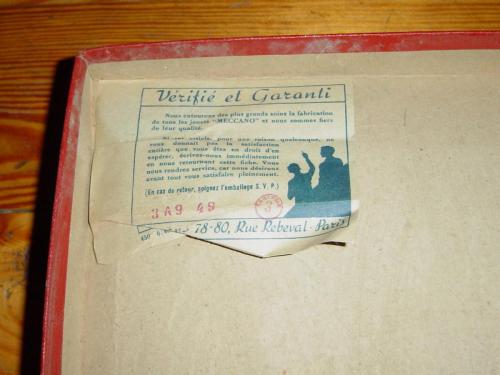 Vérifié et Garanti
Nous entourons des plus grands soins la fabrication
de tous les jouets "MECCANO" et nous sommes fiers
de leur qualité.
Si cet article, pour une raison quelconque, ne
vous donnait pas la satisfaction
entière que vous êtes en droit d'en
espérer, écrivez-nous immédiatement
en nous retournant cette fiche. Vous
nous rendrez service, car nous désirons
avant tout vous satisfaire pleinement.
(En cas de retour, soignez l'emballage S. V. P.)
3A9 49
3
78-80, Rue Rebeval - Paris